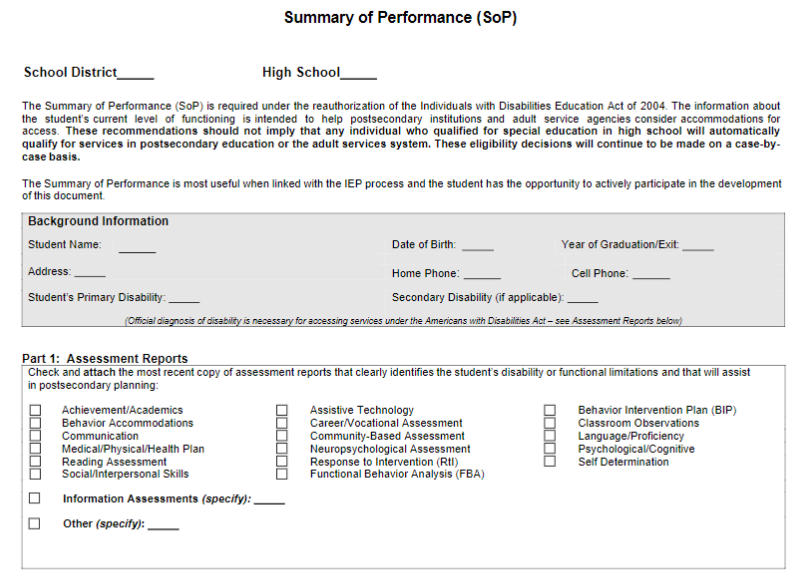 Summary of Performance (SoP)
School District_____ High School_____
The Summary of Performance (SoP) is required under the reauthorization of the Individuals with Disabilities Education Act of 2004. The information about
the student's current level of functioning is intended to help postsecondary institutions and adult service agencies consider accommodations for
access. These recommendations should not imply that any individual who qualified for special education in high school will automatically
qualify for services in postsecondary education or the adult services system. These eligibility decisions will continue to be made on a case-by-
case basis.
The Summary of Performance is most useful when linked with the IEP process and the student has the opportunity to actively participate in the development
of this document.
Background Information
Student Name: _____ Date of Birth: _____ Year of Graduation/Exit: _____
Address: _____ Home Phone: _____ Cell Phone: _____
Student's Primary Disability: _____ Secondary Disability (if applicable): _____
(Official diagnosis of disability is necessary for accessing services under the Americans with Disabilities Act – see Assessment Reports below)
Part 1: Assessment Reports
Check and attach the most recent copy of assessment reports that clearly identifies the student's disability or functional limitations and that will assist
in postsecondary planning:
Achievement/Academics Assistive Technology Behavior Intervention Plan (BIP)
Behavior Accommodations Career/Vocational Assessment Classroom Observations
Communication Community-Based Assessment Language/Proficiency
Medical/Physical/Health Plan Neuropsychological Assessment Psychological/Cognitive
Reading Assessment Response to Intervention (RtI) Self Determination
Social/Interpersonal Skills Functional Behavior Analysis (FBA)
Information Assessments (specify): _____
Other (specify): _____